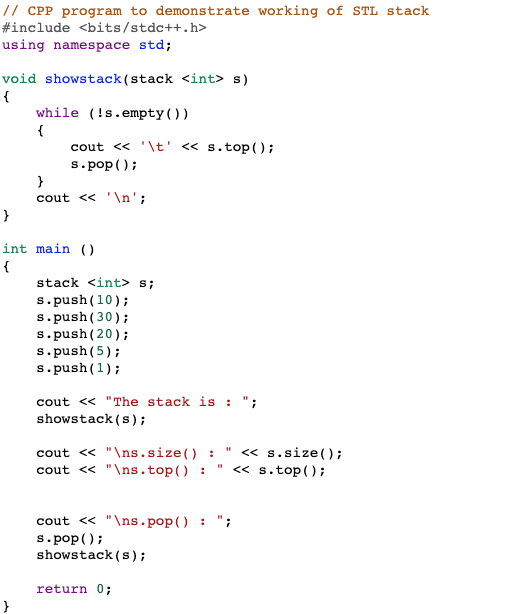 // CPP program to demonstrate working of STL stack
#include <bits/stdc++.h>
using namespace std;

void showstack(stack <int> s)
{
    while (!s.empty())
    {
        cout << '\t' << s.top();
        s.pop();
    }
    cout << '\n';
}

int main ()
{
    stack <int> s;
    s.push(10);
    s.push(30);
    s.push(20);
    s.push(5);
    s.push(1);

    cout << "The stack is : ";
    showstack(s);

    cout << "\ns.size() : " << s.size();
    cout << "\ns.top() : " << s.top();


    cout << "\ns.pop() : ";
    s.pop();
    showstack(s);

    return 0;
}